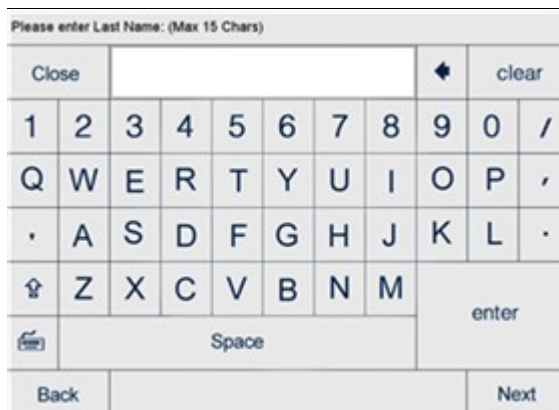 Please enter Last Name: (Max 15 Chars)
Close clear
1 2 3 4 5 6 7 8 9 0 /
Q W E R T Y U I O P ,
. A S D F G H J K L .
Z X C V B N M
enter
Space
Back Next